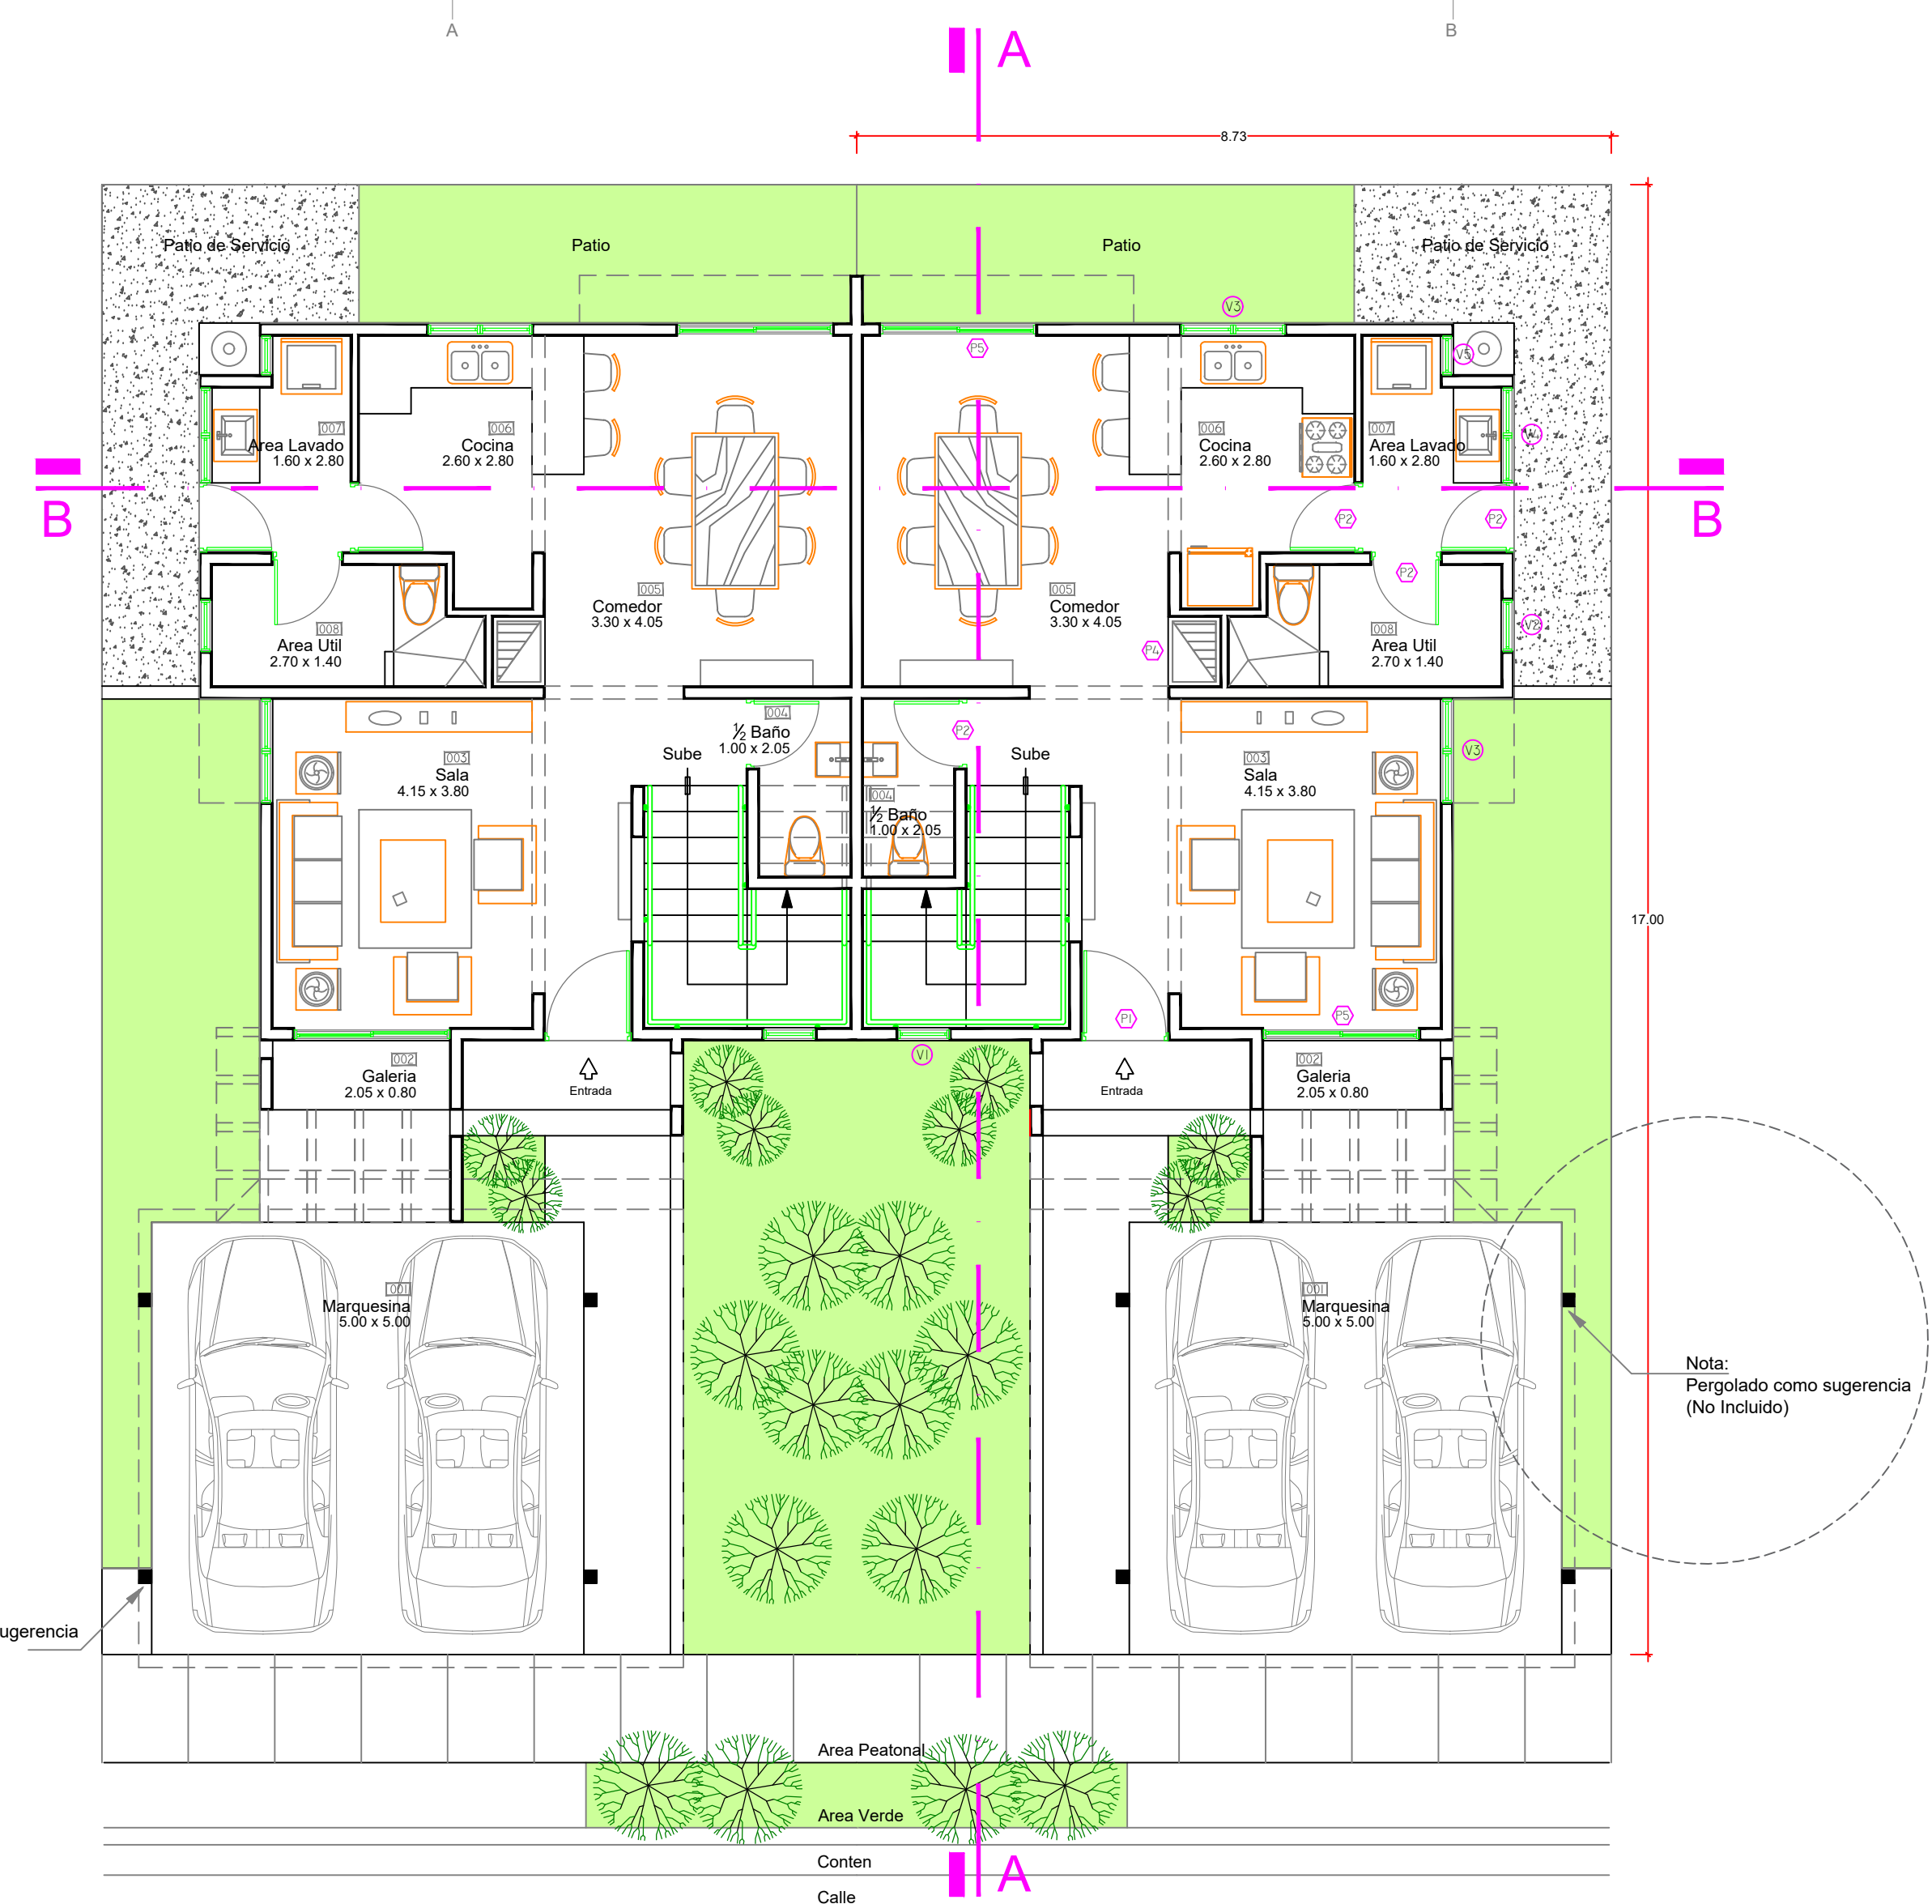 A
B
A
8.73
Patio de Servicio
Patio
Patio
Patio de Servicio
V3
P5
V5
007
Area Lavado
1.60 x 2.80
006
Cocina
2.60 x 2.80
006
Cocina
2.60 x 2.80
007
Area Lavado
1.60 x 2.80
V4
B
B
P2
P2
P2
005
Comedor
3.30 x 4.05
005
Comedor
3.30 x 4.05
008
Area Util
2.70 x 1.40
P4
008
Area Util
2.70 x 1.40
V2
004
½ Baño
1.00 x 2.05
P2
003
Sala
4.15 x 3.80
Sube
Sube
003
Sala
4.15 x 3.80
V3
004
½ Baño
1.00 x 2.05
17.00
P1
P5
V1
002
Galeria
2.05 x 0.80
Entrada
Entrada
002
Galeria
2.05 x 0.80
001
Marquesina
5.00 x 5.00
001
Marquesina
5.00 x 5.00
Nota:
Pergolado como sugerencia
(No Incluido)
ugerencia
Area Peatonal
Area Verde
Conten
A
Calle